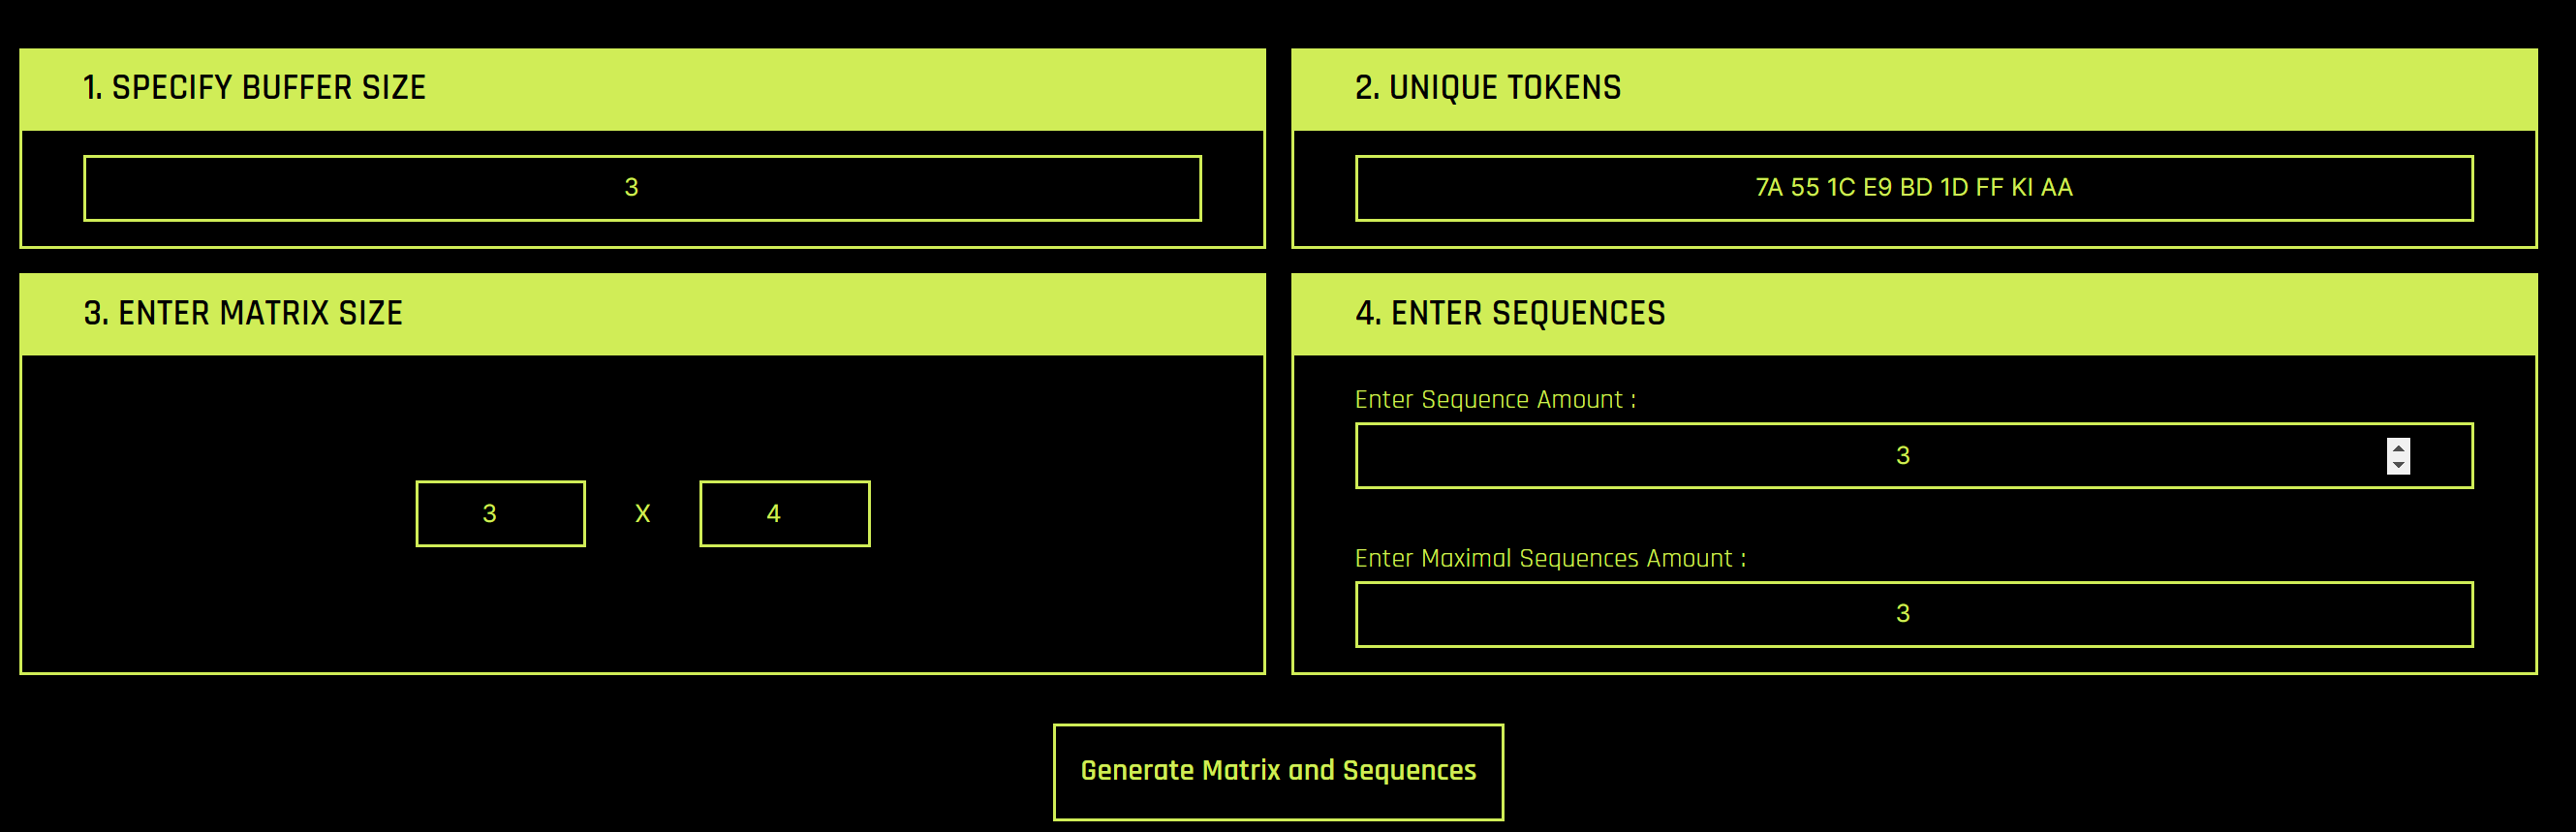 1. SPECIFY BUFFER SIZE
3
2. UNIQUE TOKENS
7A 55 1C E9 BD 1D FF KI AA
3. ENTER MATRIX SIZE
3 X 4
4. ENTER SEQUENCES
Enter Sequence Amount :
3
Enter Maximal Sequences Amount :
3
Generate Matrix and Sequences